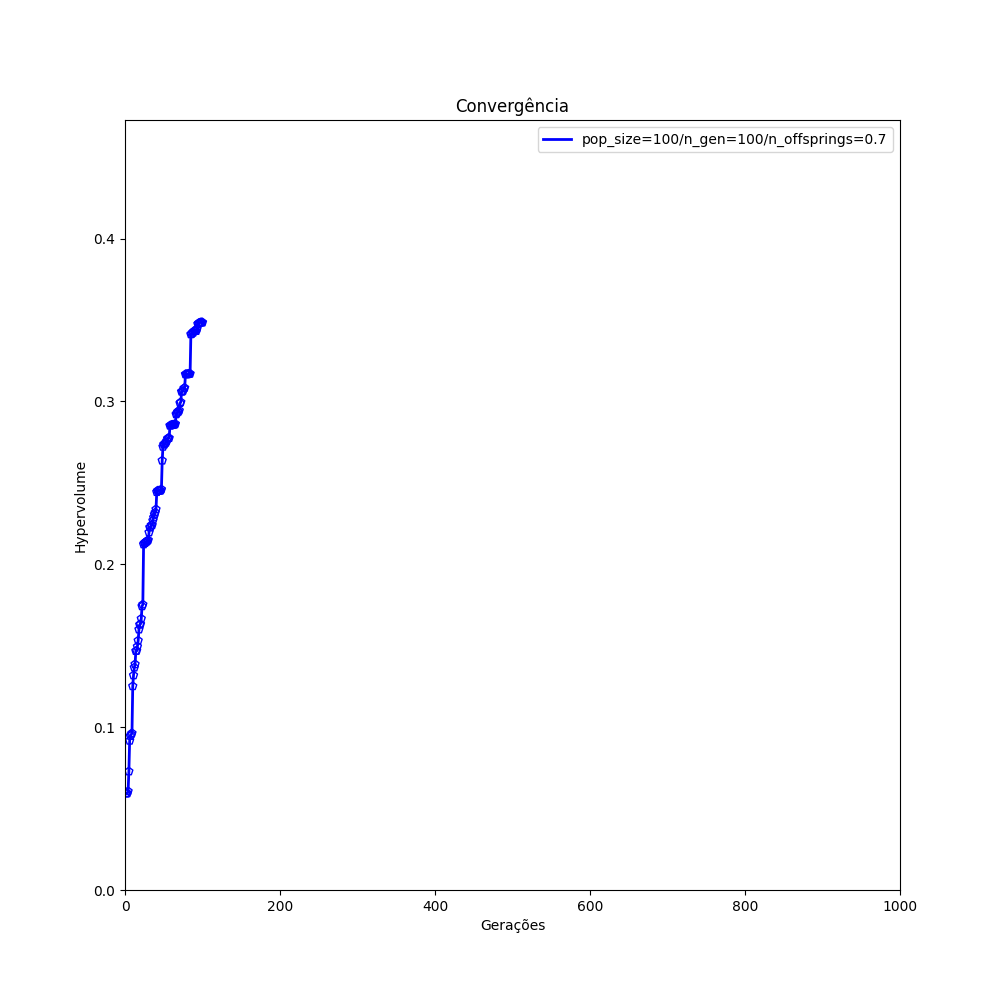 Convergência
pop_size=100/n_gen=100/n_offsprings=0.7
Hypervolume
0.4
0.3
0.2
0.1
0.0
0 200 400 600 800 1000
Gerações